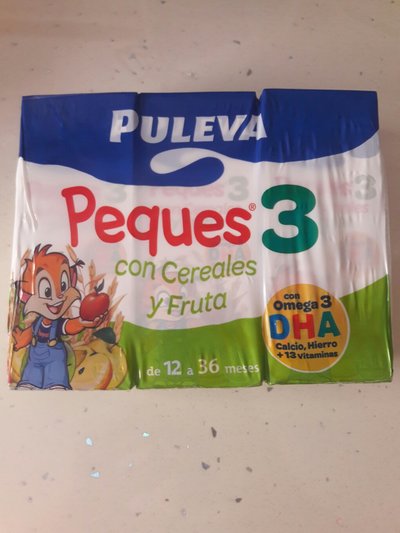 PULEVA
Peques® 3
con Cereales
y Fruta
con
Omega 3
DHA
Calcio, Hierro
+ 13 vitaminas
de 12 a 36 meses